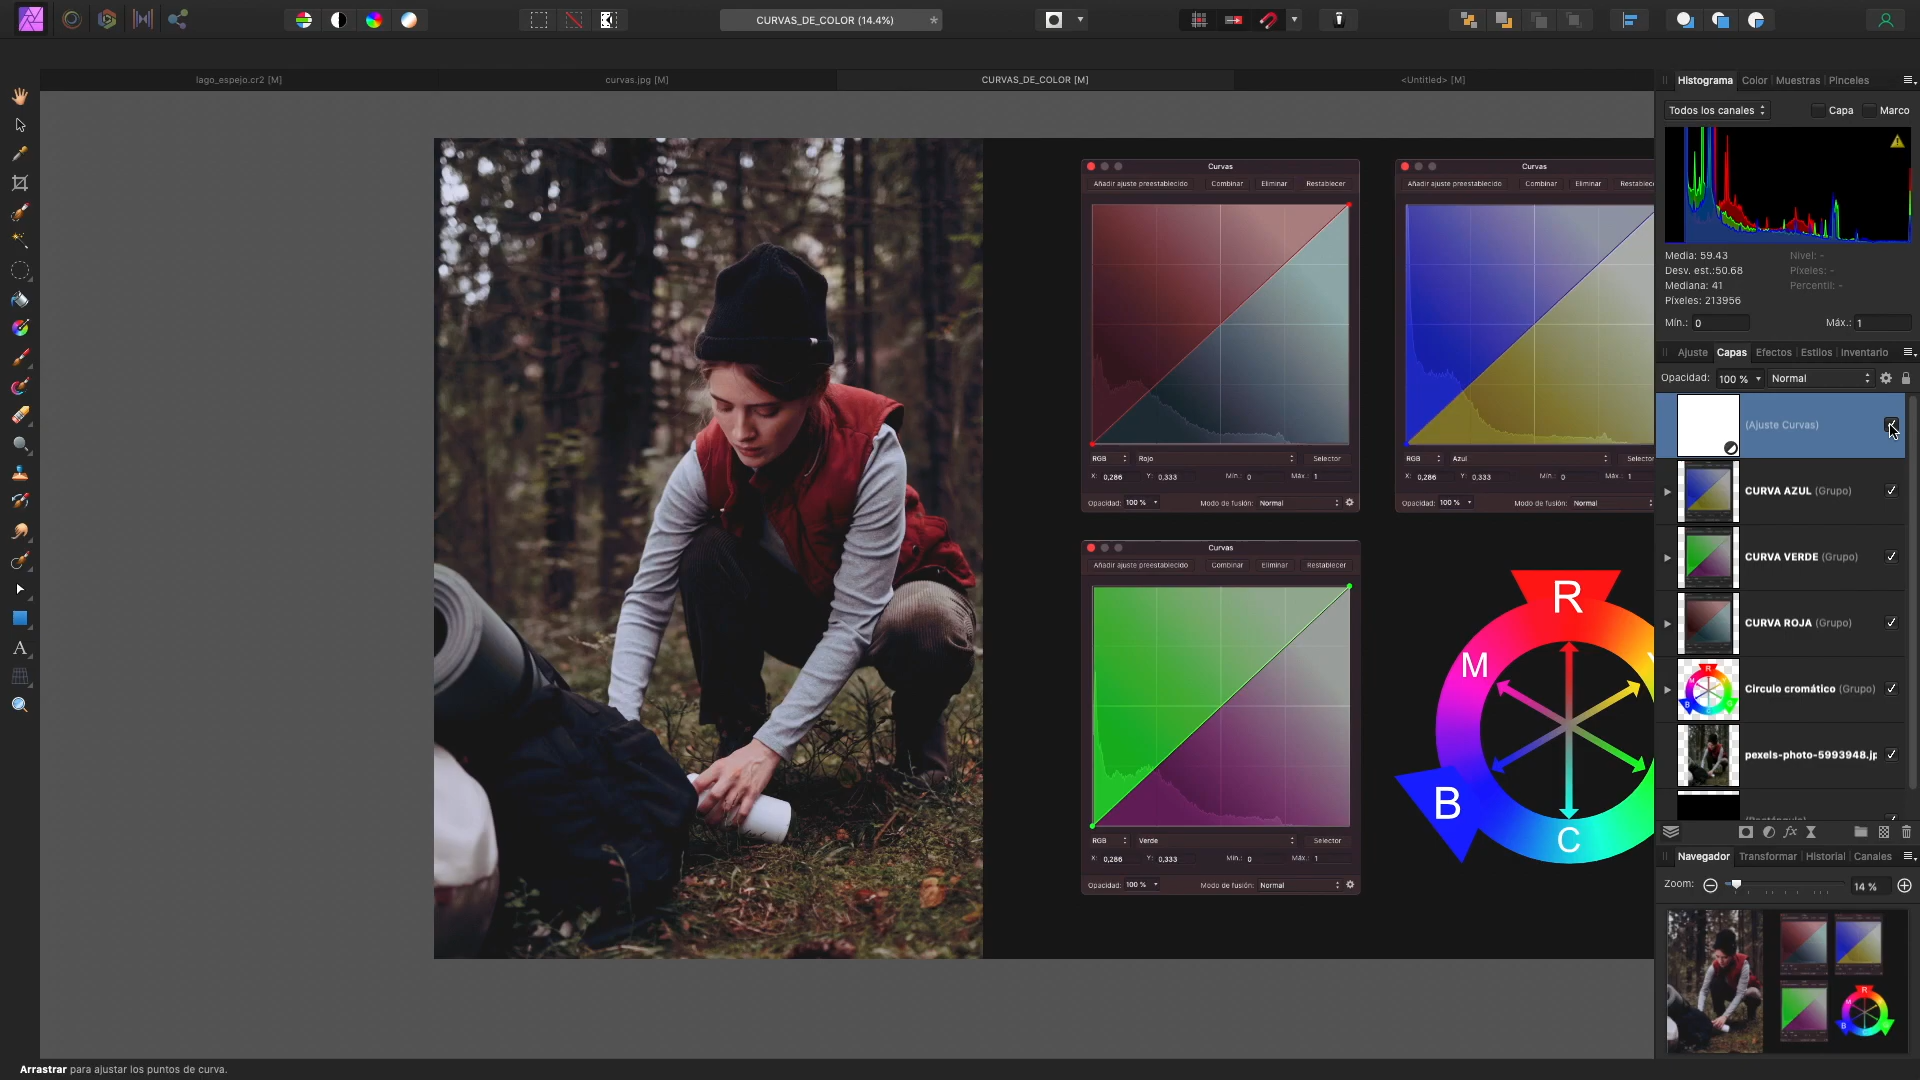 CURVAS_DE_COLOR (14.4%)
*
lago_espejo.cr2 [M]
curvas.jpg [M]
CURVAS_DE_COLOR [M]
<Untitled> [M]
Histograma Color Muestras Pinceles
Todos los canales Capa Marco
Media: 59.43 Nivel: -
Desv. est.:50.68 Píxeles: -
Mediana: 41 Percentil: -
Píxeles: 213956
Mín.: 0 Máx.: 1
Ajuste Capas Efectos Estilos Inventario
Opacidad: 100 % Normal
(Ajuste Curvas)
CURVA AZUL (Grupo)
CURVA VERDE (Grupo)
CURVA ROJA (Grupo)
Círculo cromático (Grupo)
pexels-photo-5993948.jp
Navegador Transformar Historial Canales
Zoom: 14 %
Curvas
Añadir ajuste preestablecido Combinar Eliminar Restablecer
RGB Rojo Selector
X: 0,286 Y: 0,333 Mín.: 0 Máx.: 1
Opacidad: 100 % Modo de fusión: Normal
Curvas
Añadir ajuste preestablecido Combinar Eliminar Restablec
RGB Azul Selecto
X: 0,286 Y: 0,333 Mín.: 0 Máx.: 1
Opacidad: 100 % Modo de fusión: Normal
Curvas
Añadir ajuste preestablecido Combinar Eliminar Restablecer
RGB Verde Selector
X: 0,286 Y: 0,333 Mín.: 0 Máx.: 1
Opacidad: 100 % Modo de fusión: Normal
R
M
B
C
Arrastrar para ajustar los puntos de curva.